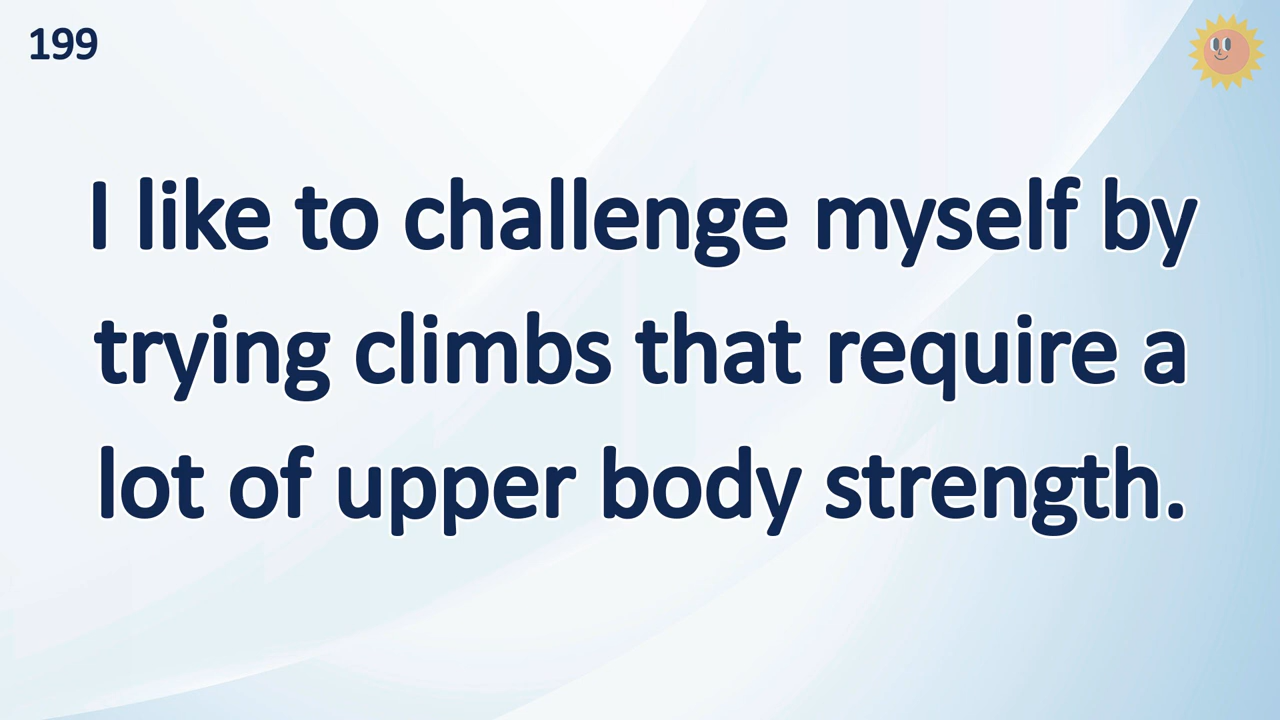 199
I like to challenge myself by
trying climbs that require a
lot of upper body strength.